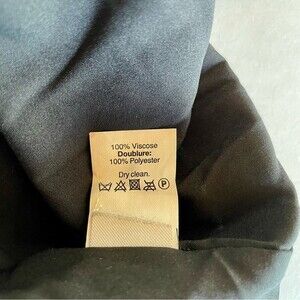 100% Viscose
Doublure:
100% Polyester
Dry clean.
P